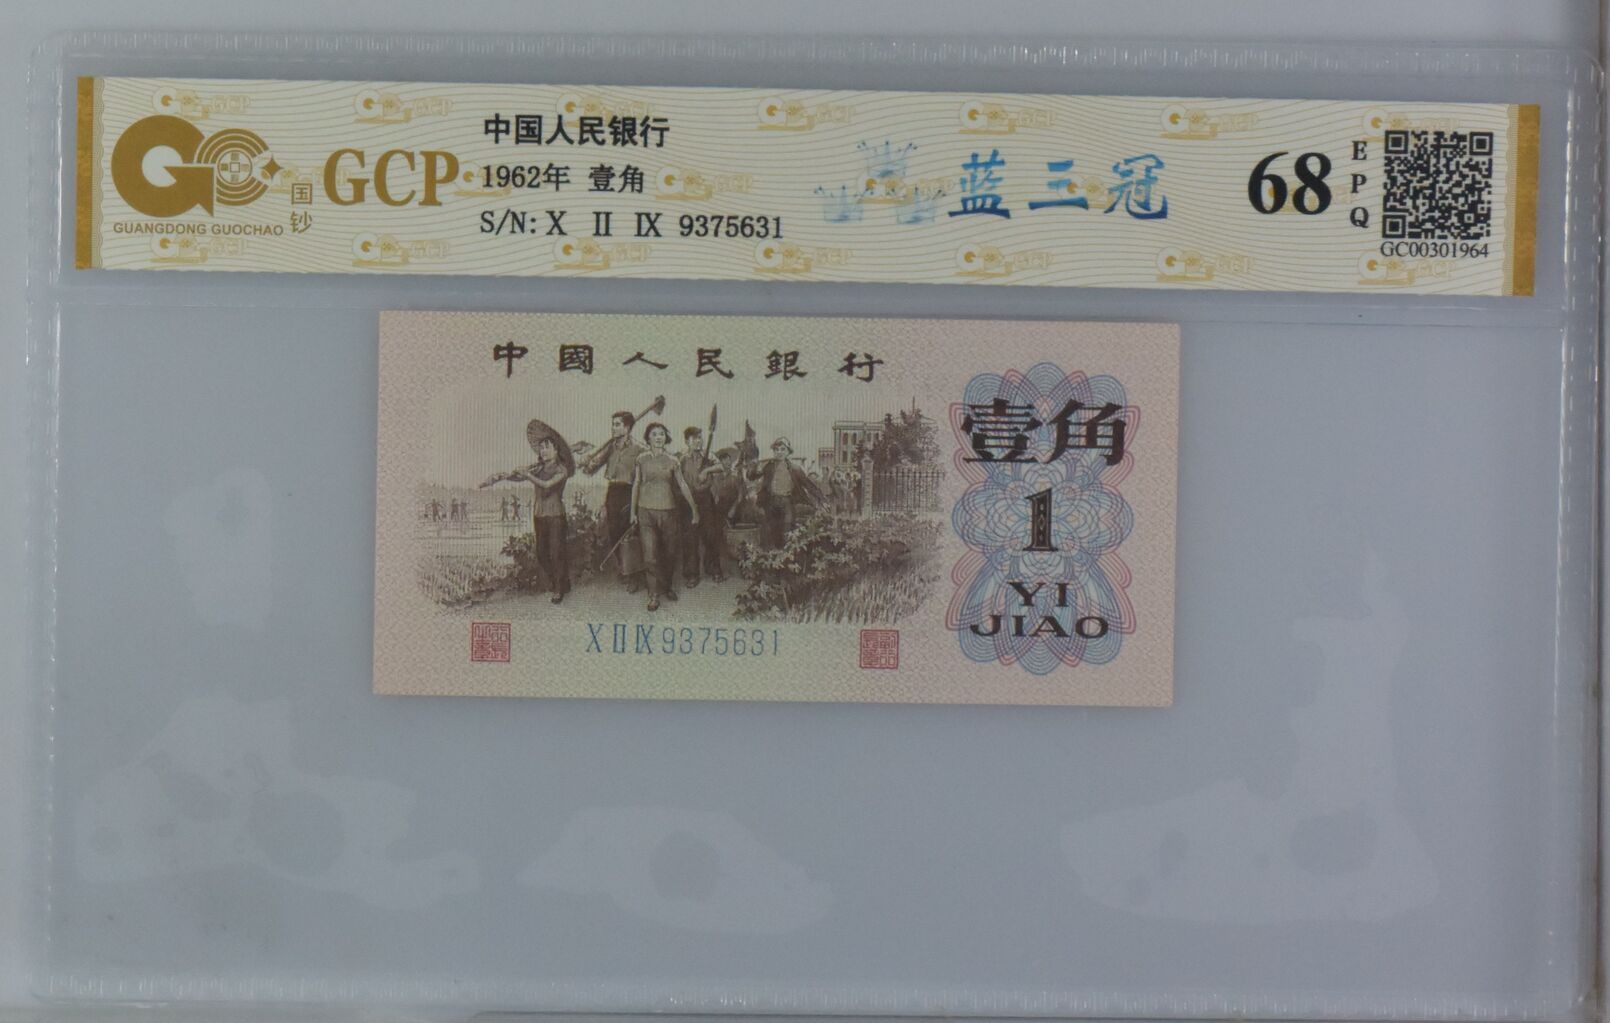 GUANGDONG GUOCHAO
国钞
GCP
中国人民银行
1962年 壹角
S/N: X II IX 9375631
蓝三冠
68
EPQ
GC00301964
中國人民銀行
壹角
1
YI
JIAO
X II IX 9375631